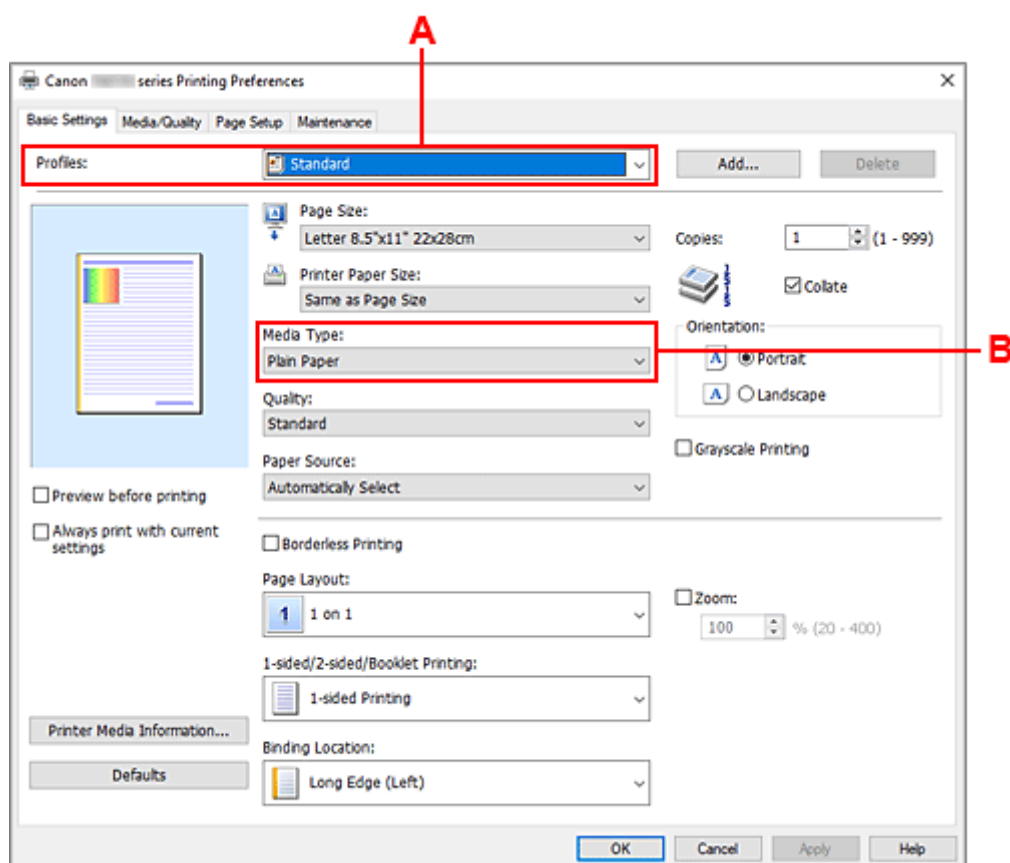 A
Canon series Printing Preferences
Basic Settings Media/Quality Page Setup Maintenance
Profiles: Standard Add... Delete
Page Size:
Letter 8.5"x11" 22x28cm
Copies: 1 (1 - 999)
Printer Paper Size:
Same as Page Size
Collate
Media Type:
Plain Paper
B
Orientation:
A Portrait
A Landscape
Quality:
Standard
Grayscale Printing
Paper Source:
Automatically Select
Preview before printing
Always print with current
settings
Borderless Printing
Page Layout:
1 1 on 1
Zoom:
100 % (20 - 400)
1-sided/2-sided/Booklet Printing:
1-sided Printing
Printer Media Information...
Binding Location:
Long Edge (Left)
Defaults
OK Cancel Apply Help